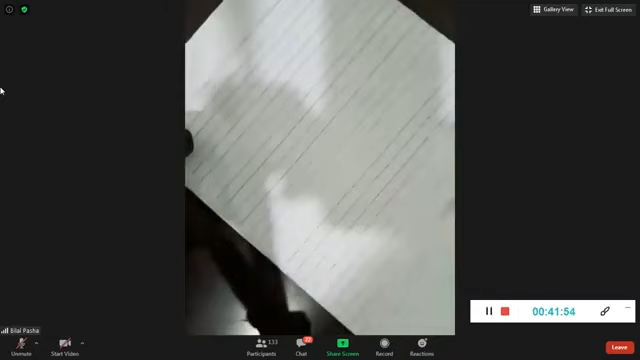 Gallery View
Exit Full Screen
00:41:54
Bilal Pasha
Unmute
Start Video
133
Participants
Chat
Share Screen
Record
Reactions
Leave